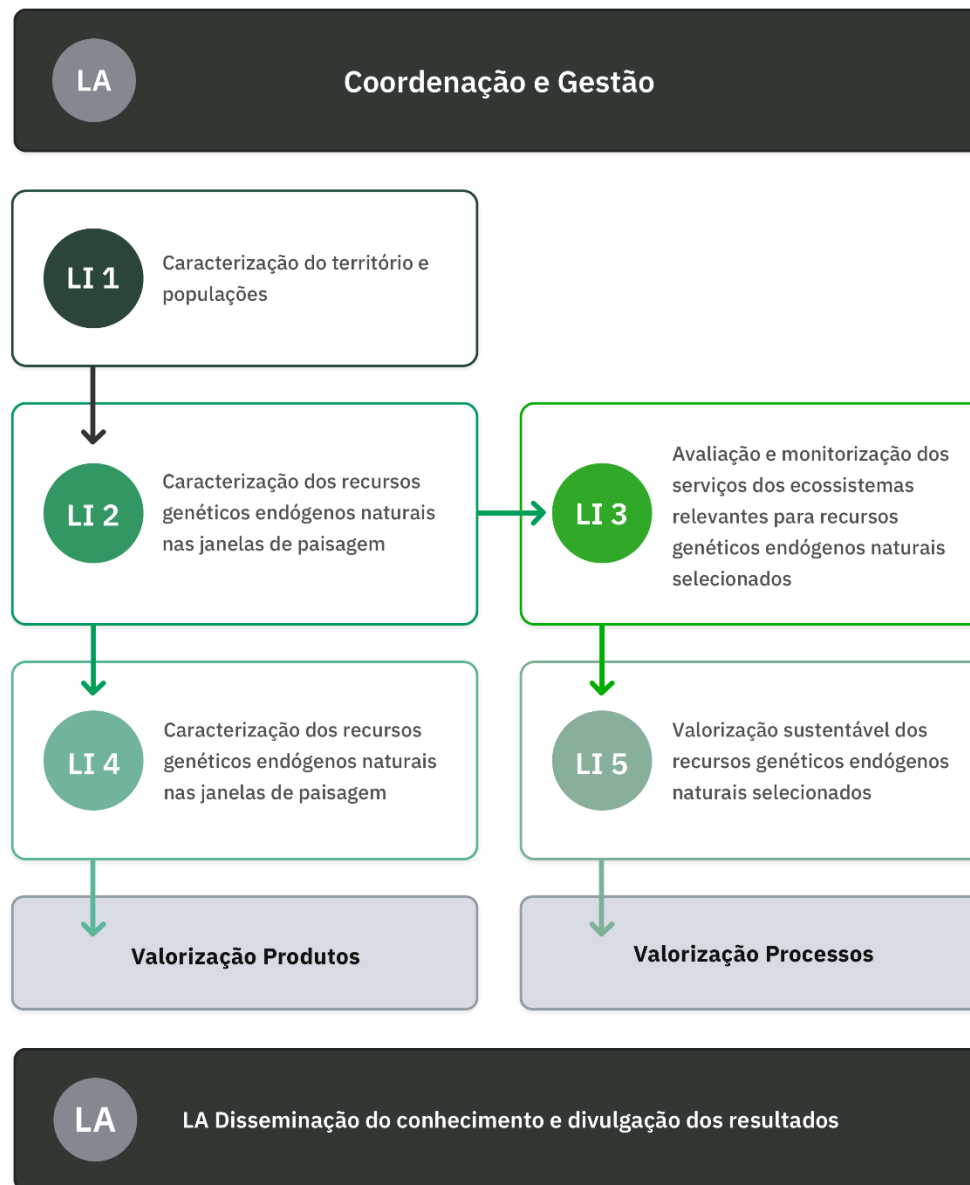 LA
Coordenação e Gestão
LI 1
Caracterização do território e
populações
LI 2
Caracterização dos recursos
genéticos endógenos naturais
nas janelas de paisagem
LI 3
Avaliação e monitorização dos
serviços dos ecossistemas
relevantes para recursos
genéticos endógenos naturais
selecionados
LI 4
Caracterização dos recursos
genéticos endógenos naturais
nas janelas de paisagem
LI 5
Valorização sustentável dos
recursos genéticos endógenos
naturais selecionados
Valorização Produtos
Valorização Processos
LA
LA Disseminação do conhecimento e divulgação dos resultados